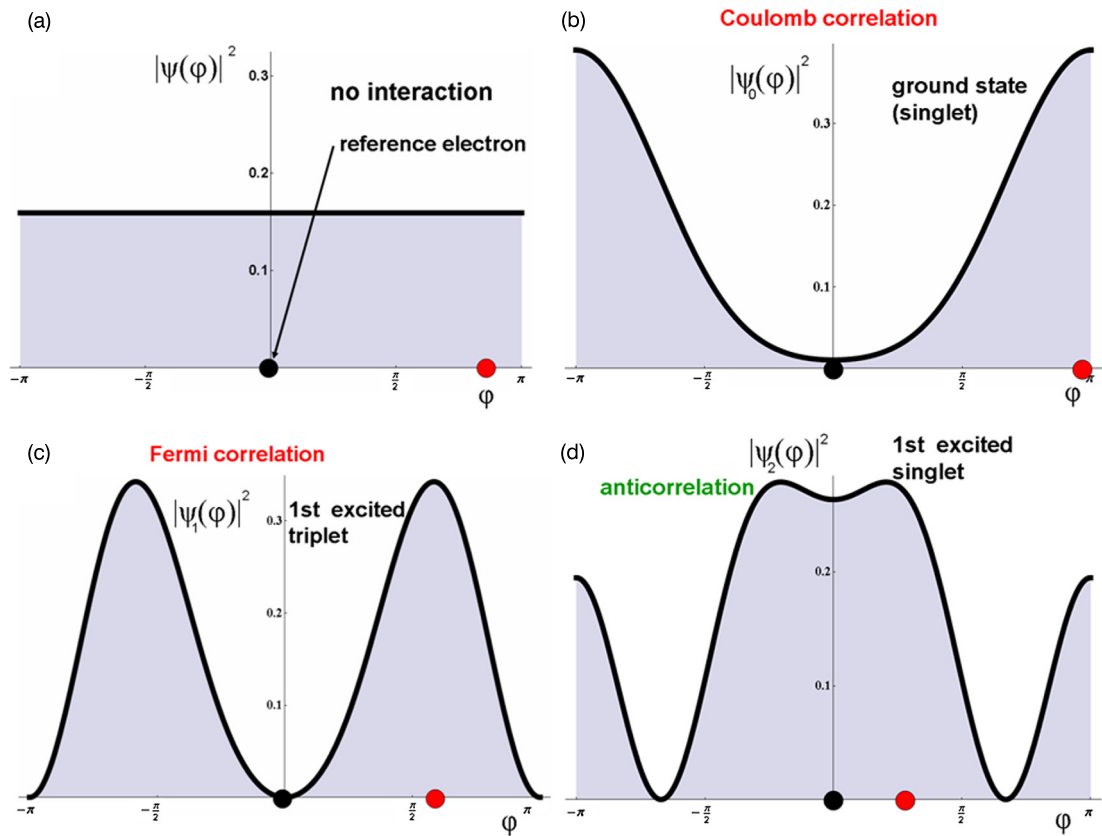 (a)
|ψ(φ)|²
0.3
no interaction
reference electron
0.2
0.1
−π
−π/2
π/2
π
φ
(b)
Coulomb correlation
|ψ₀(φ)|²
ground state
(singlet)
0.3
0.2
0.1
−π
−π/2
π/2
π
φ
(c)
Fermi correlation
|ψ₁(φ)|²
1st excited
triplet
0.3
0.2
0.1
−π
−π/2
π/2
π
φ
(d)
|ψ₂(φ)|²
1st excited
singlet
anticorrelation
0.2
0.1
−π
−π/2
π/2
π
φ